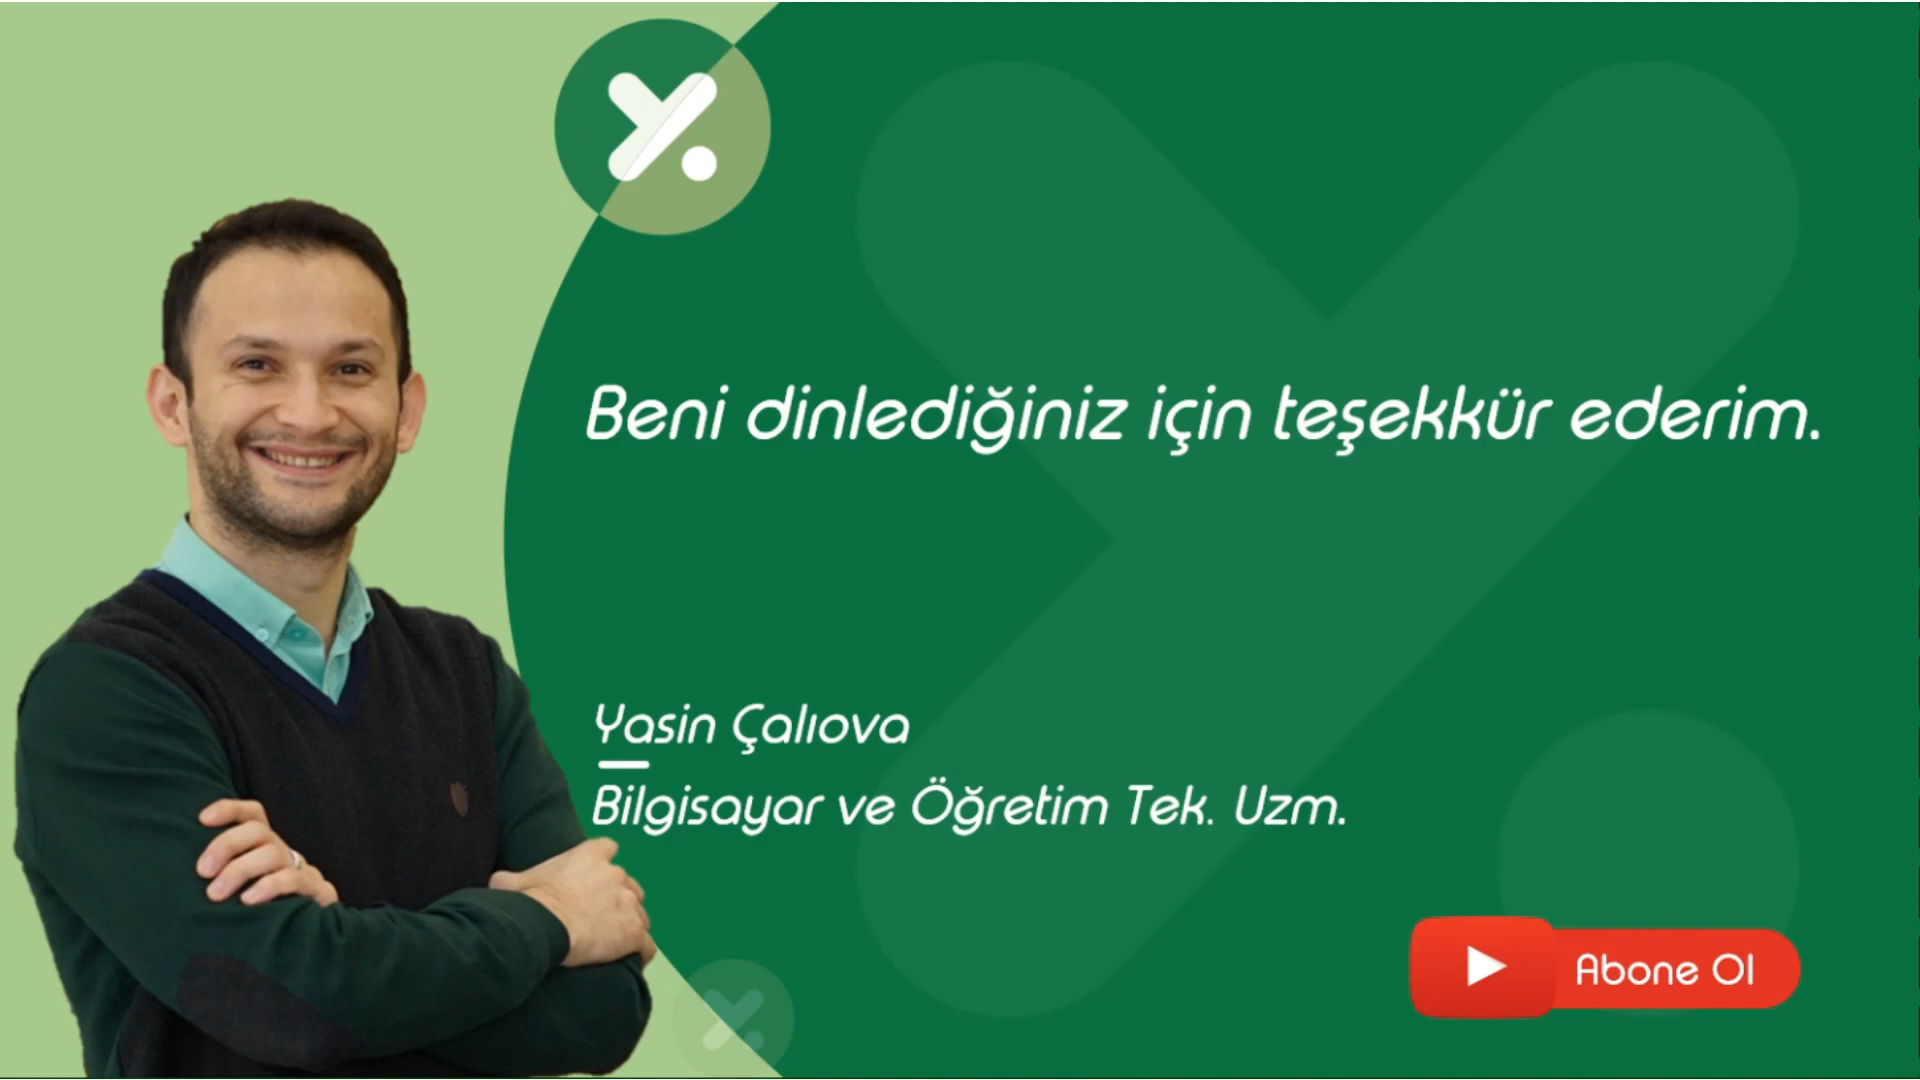 Beni dinlediğiniz için teşekkür ederim.
Yasin Çalıova
Bilgisayar ve Öğretim Tek. Uzm.
Abone Ol